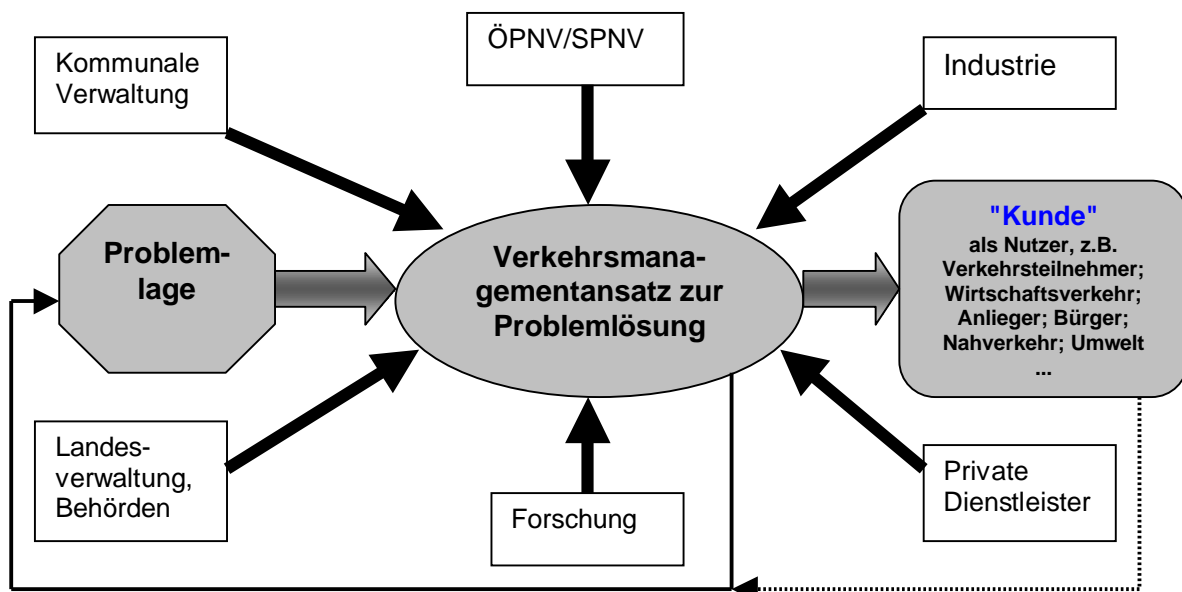 Kommunale
Verwaltung
ÖPNV/SPNV
Industrie
Problem-
lage
Verkehrsmana-
gementansatz zur
Problemlösung
"Kunde"
als Nutzer, z.B.
Verkehrsteilnehmer;
Wirtschaftsverkehr;
Anlieger; Bürger;
Nahverkehr; Umwelt
...
Landes-
verwaltung,
Behörden
Forschung
Private
Dienstleister